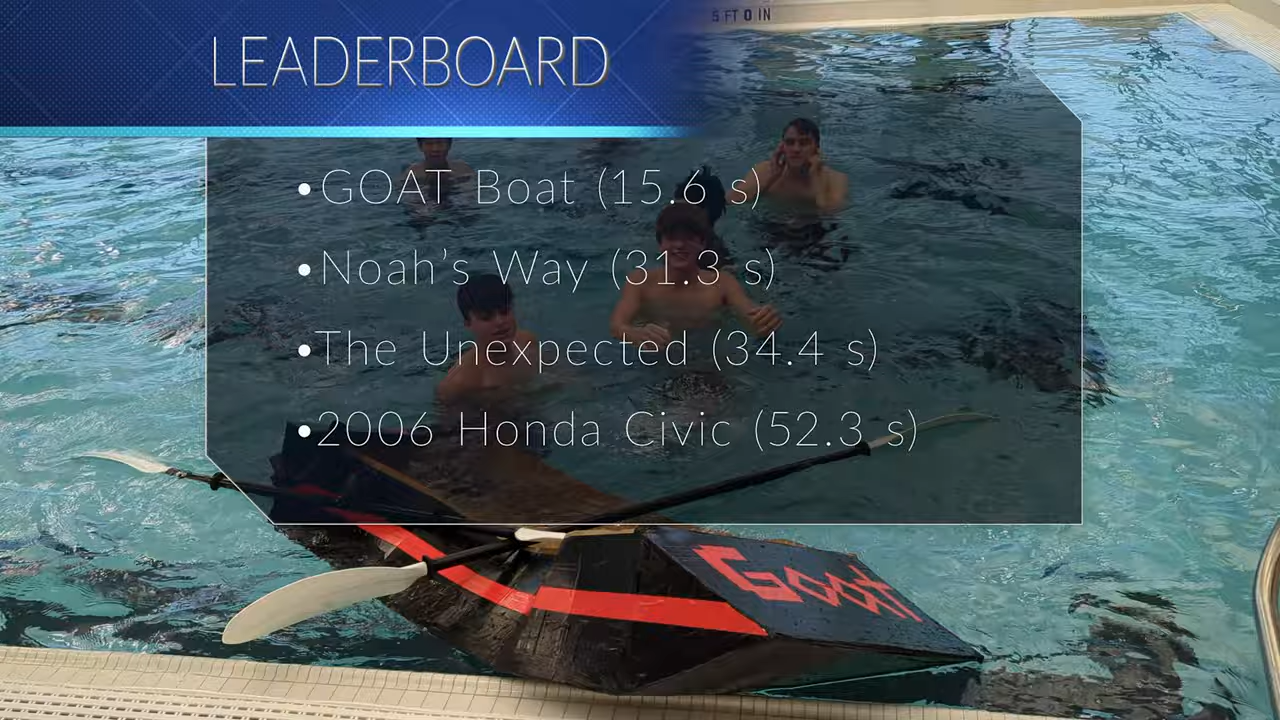 5 FT 0 IN
LEADERBOARD
•GOAT Boat (15.6 s)
•Noah’s Way (31.3 s)
•The Unexpected (34.4 s)
•2006 Honda Civic (52.3 s)
Goat